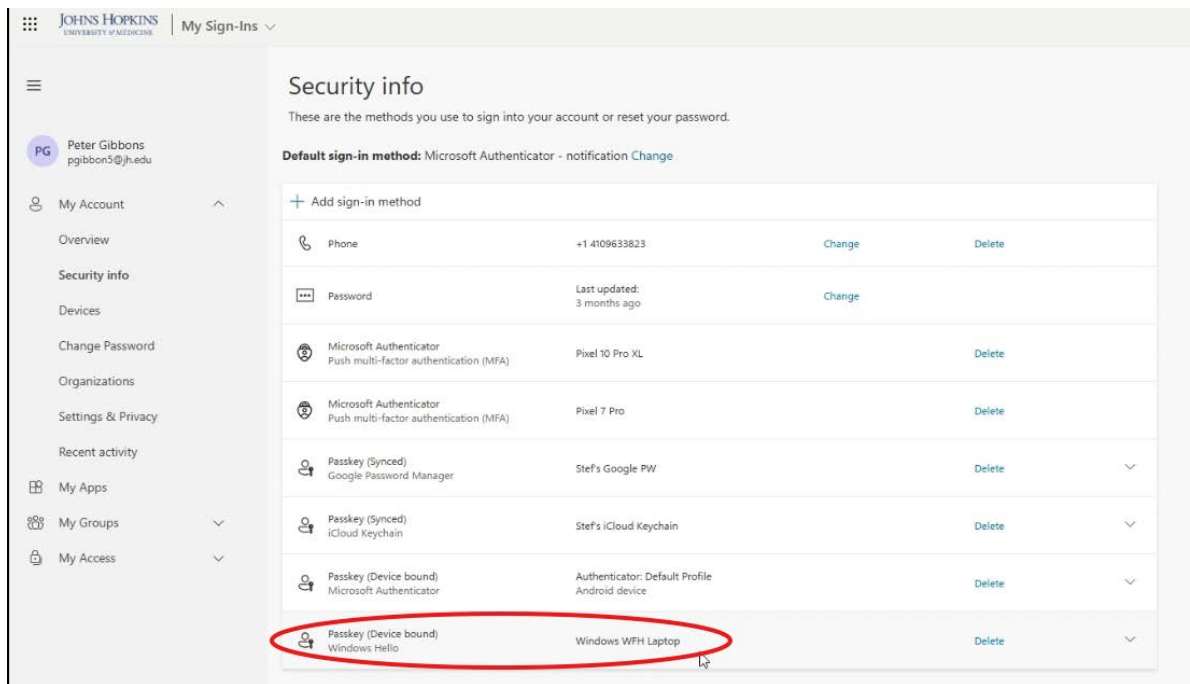 JOHNS HOPKINS
UNIVERSITY & MEDICINE
My Sign-Ins
PG
Peter Gibbons
pgibbon5@jh.edu
My Account
Overview
Security info
Devices
Change Password
Organizations
Settings & Privacy
Recent activity
My Apps
My Groups
My Access
Security info
These are the methods you use to sign into your account or reset your password.
Default sign-in method: Microsoft Authenticator - notification Change
Add sign-in method
Phone +1 4109633823 Change Delete
Password Last updated: Change
3 months ago
Microsoft Authenticator
Push multi-factor authentication (MFA) Pixel 10 Pro XL Delete
Microsoft Authenticator
Push multi-factor authentication (MFA) Pixel 7 Pro Delete
Passkey (Synced)
Google Password Manager Stef's Google PW Delete
Passkey (Synced)
iCloud Keychain Stef's iCloud Keychain Delete
Passkey (Device bound) Authenticator: Default Profile
Microsoft Authenticator Android device Delete
Passkey (Device bound)
Windows Hello Windows WFH Laptop Delete